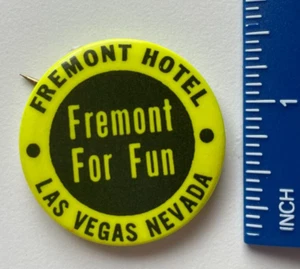 FREMONT HOTEL
Fremont
For Fun
LAS VEGAS NEVADA
1
INCH